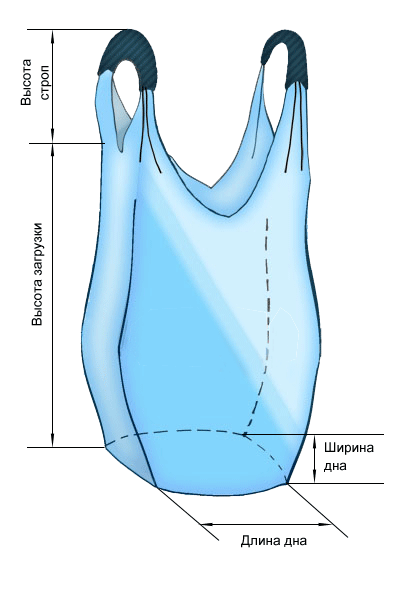 Высота
строп
Высота загрузки
Ширина
дна
Длина дна